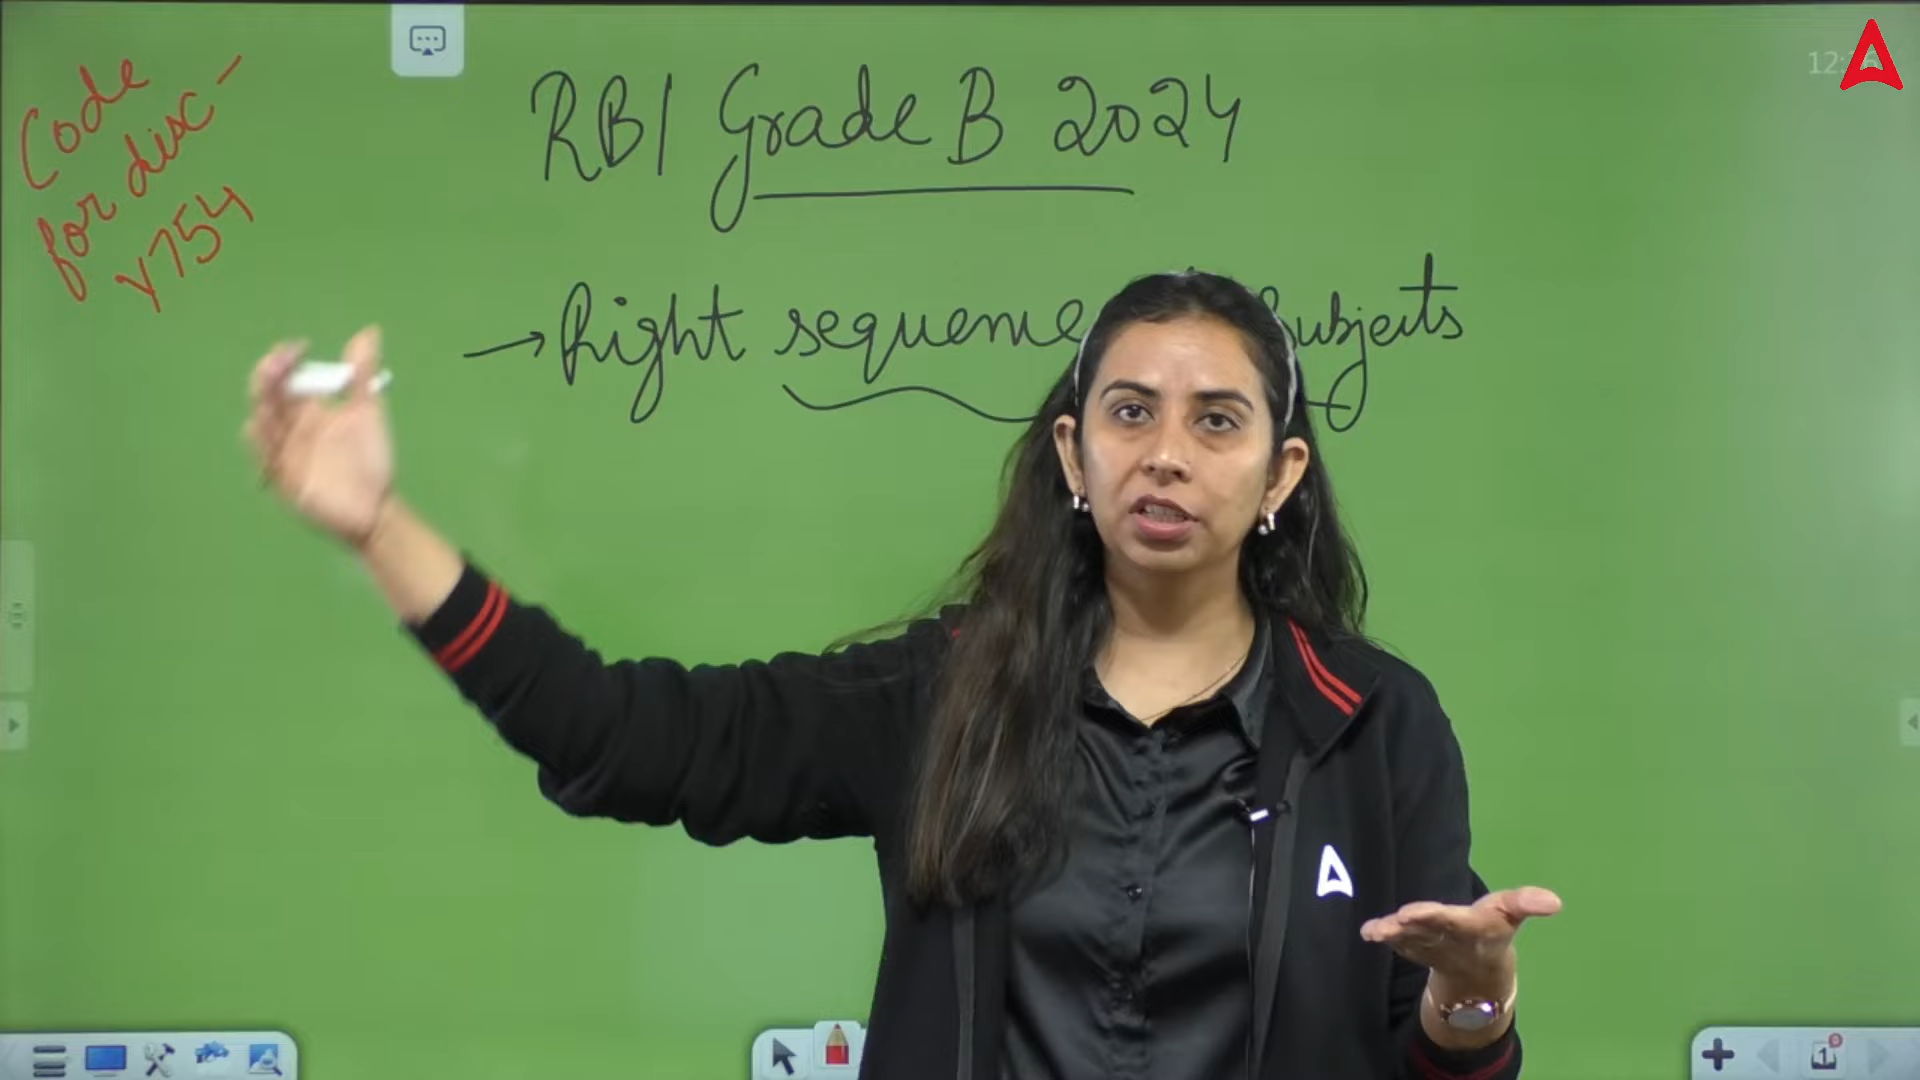 Code
for disc -
Y754
RBI Grade B 2024
→ Right sequence Subjects